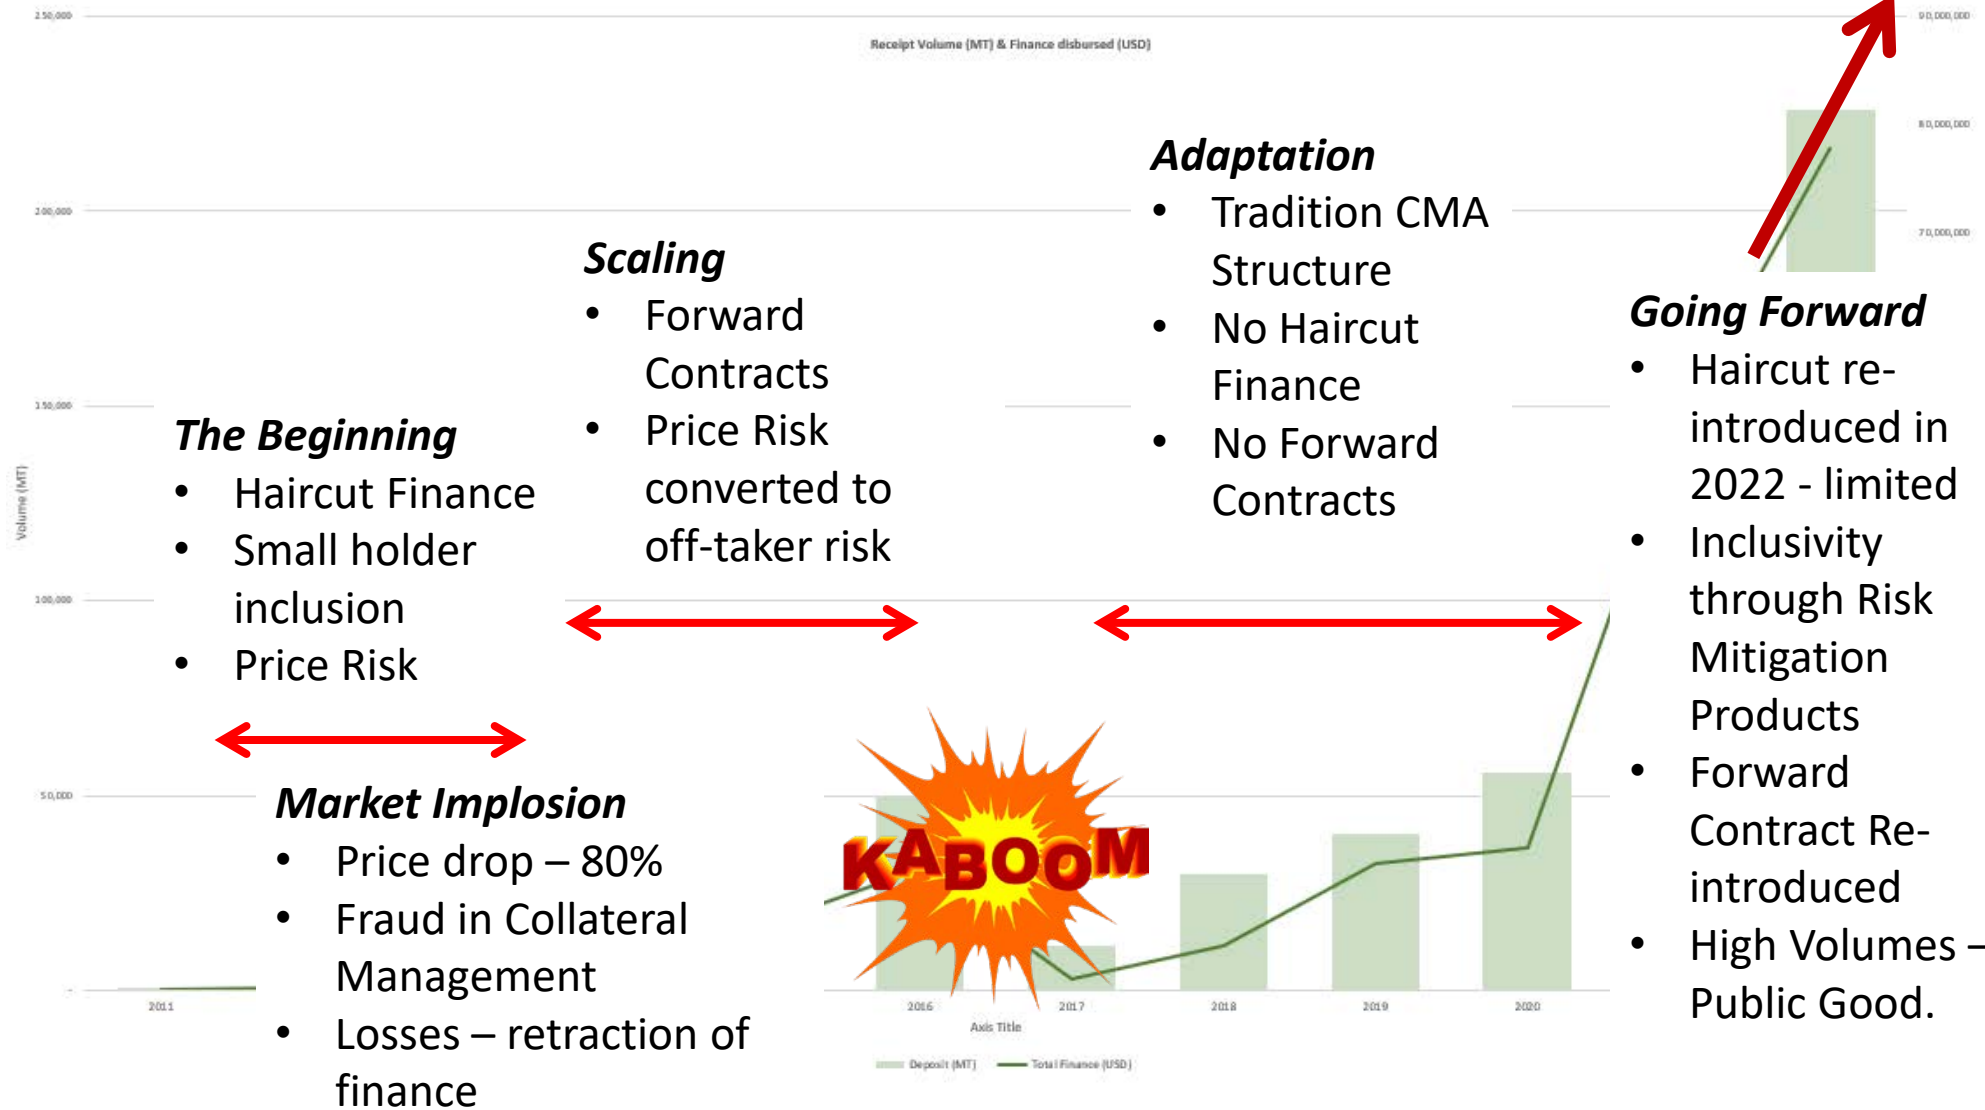 Receipt Volume (MT) & Finance disbursed (USD)
250,000
200,000
150,000
100,000
50,000
-
Volume (MT)
90,000,000
80,000,000
70,000,000
The Beginning
• Haircut Finance
• Small holder
inclusion
• Price Risk
Scaling
• Forward
Contracts
• Price Risk
converted to
off-taker risk
Adaptation
• Tradition CMA
Structure
• No Haircut
Finance
• No Forward
Contracts
Going Forward
• Haircut re-
introduced in
2022 - limited
• Inclusivity
through Risk
Mitigation
Products
• Forward
Contract Re-
introduced
• High Volumes –
Public Good.
Market Implosion
• Price drop – 80%
• Fraud in Collateral
Management
• Losses – retraction of
finance
KABOOM
2011
2016
2017
2018
2019
2020
Axis Title
Deposit (MT)
Total Finance (USD)